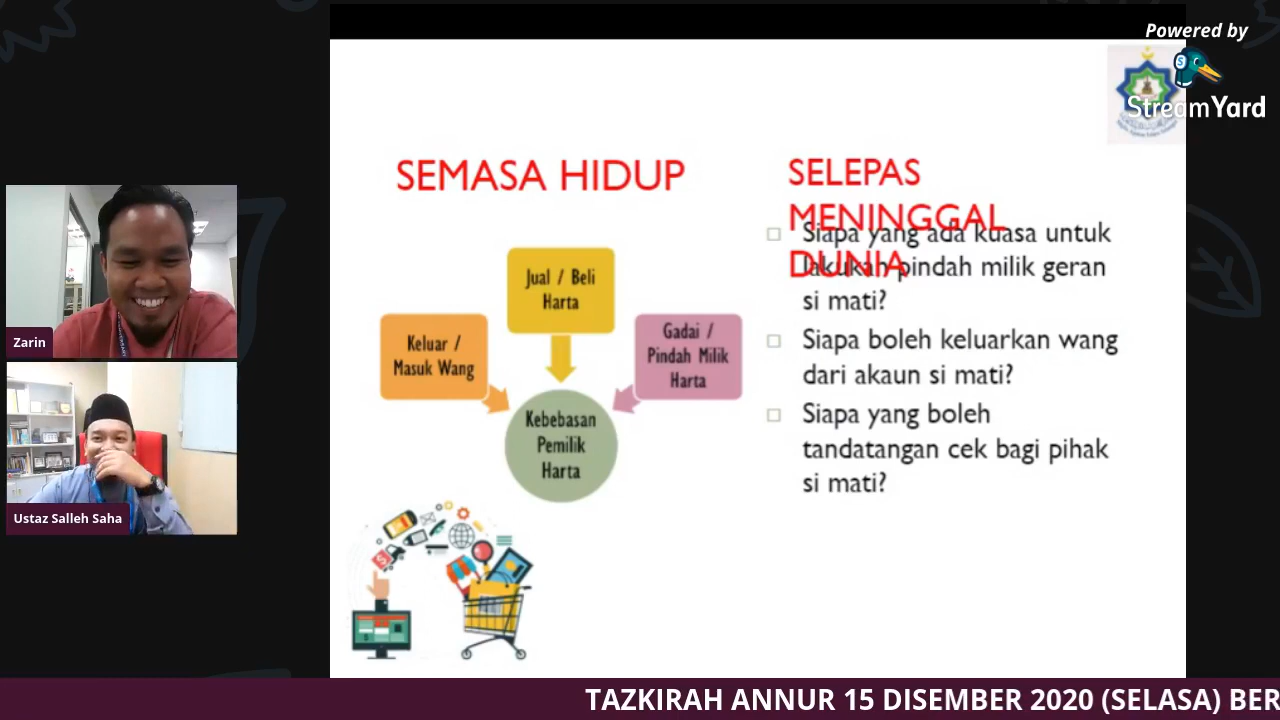 Powered by
StreamYard
SEMASA HIDUP
Jual / Beli
Harta
Keluar /
Masuk Wang
Gadai /
Pindah Milik
Harta
Kebebasan
Pemilik
Harta
SELEPAS
MENINGGAL
DUNIA
Siapa yang ada kuasa untuk
lakukan pindah milik geran
si mati?
Siapa boleh keluarkan wang
dari akaun si mati?
Siapa yang boleh
tandatangan cek bagi pihak
si mati?
Zarin
Ustaz Salleh Saha
TAZKIRAH ANNUR 15 DISEMBER 2020 (SELASA) BER